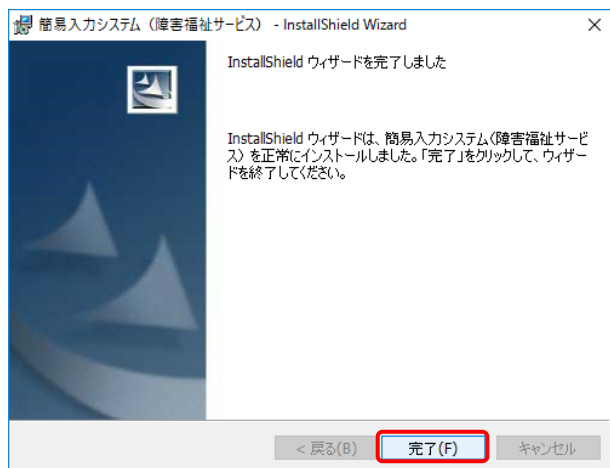 簡易入力システム（障害福祉サービス） - InstallShield Wizard
InstallShield ウィザードを完了しました
InstallShield ウィザードは、簡易入力システム（障害福祉サービ
ス）を正常にインストールしました。「完了」をクリックして、ウィザー
ドを終了してください。
< 戻る(B) 完了(F) キャンセル